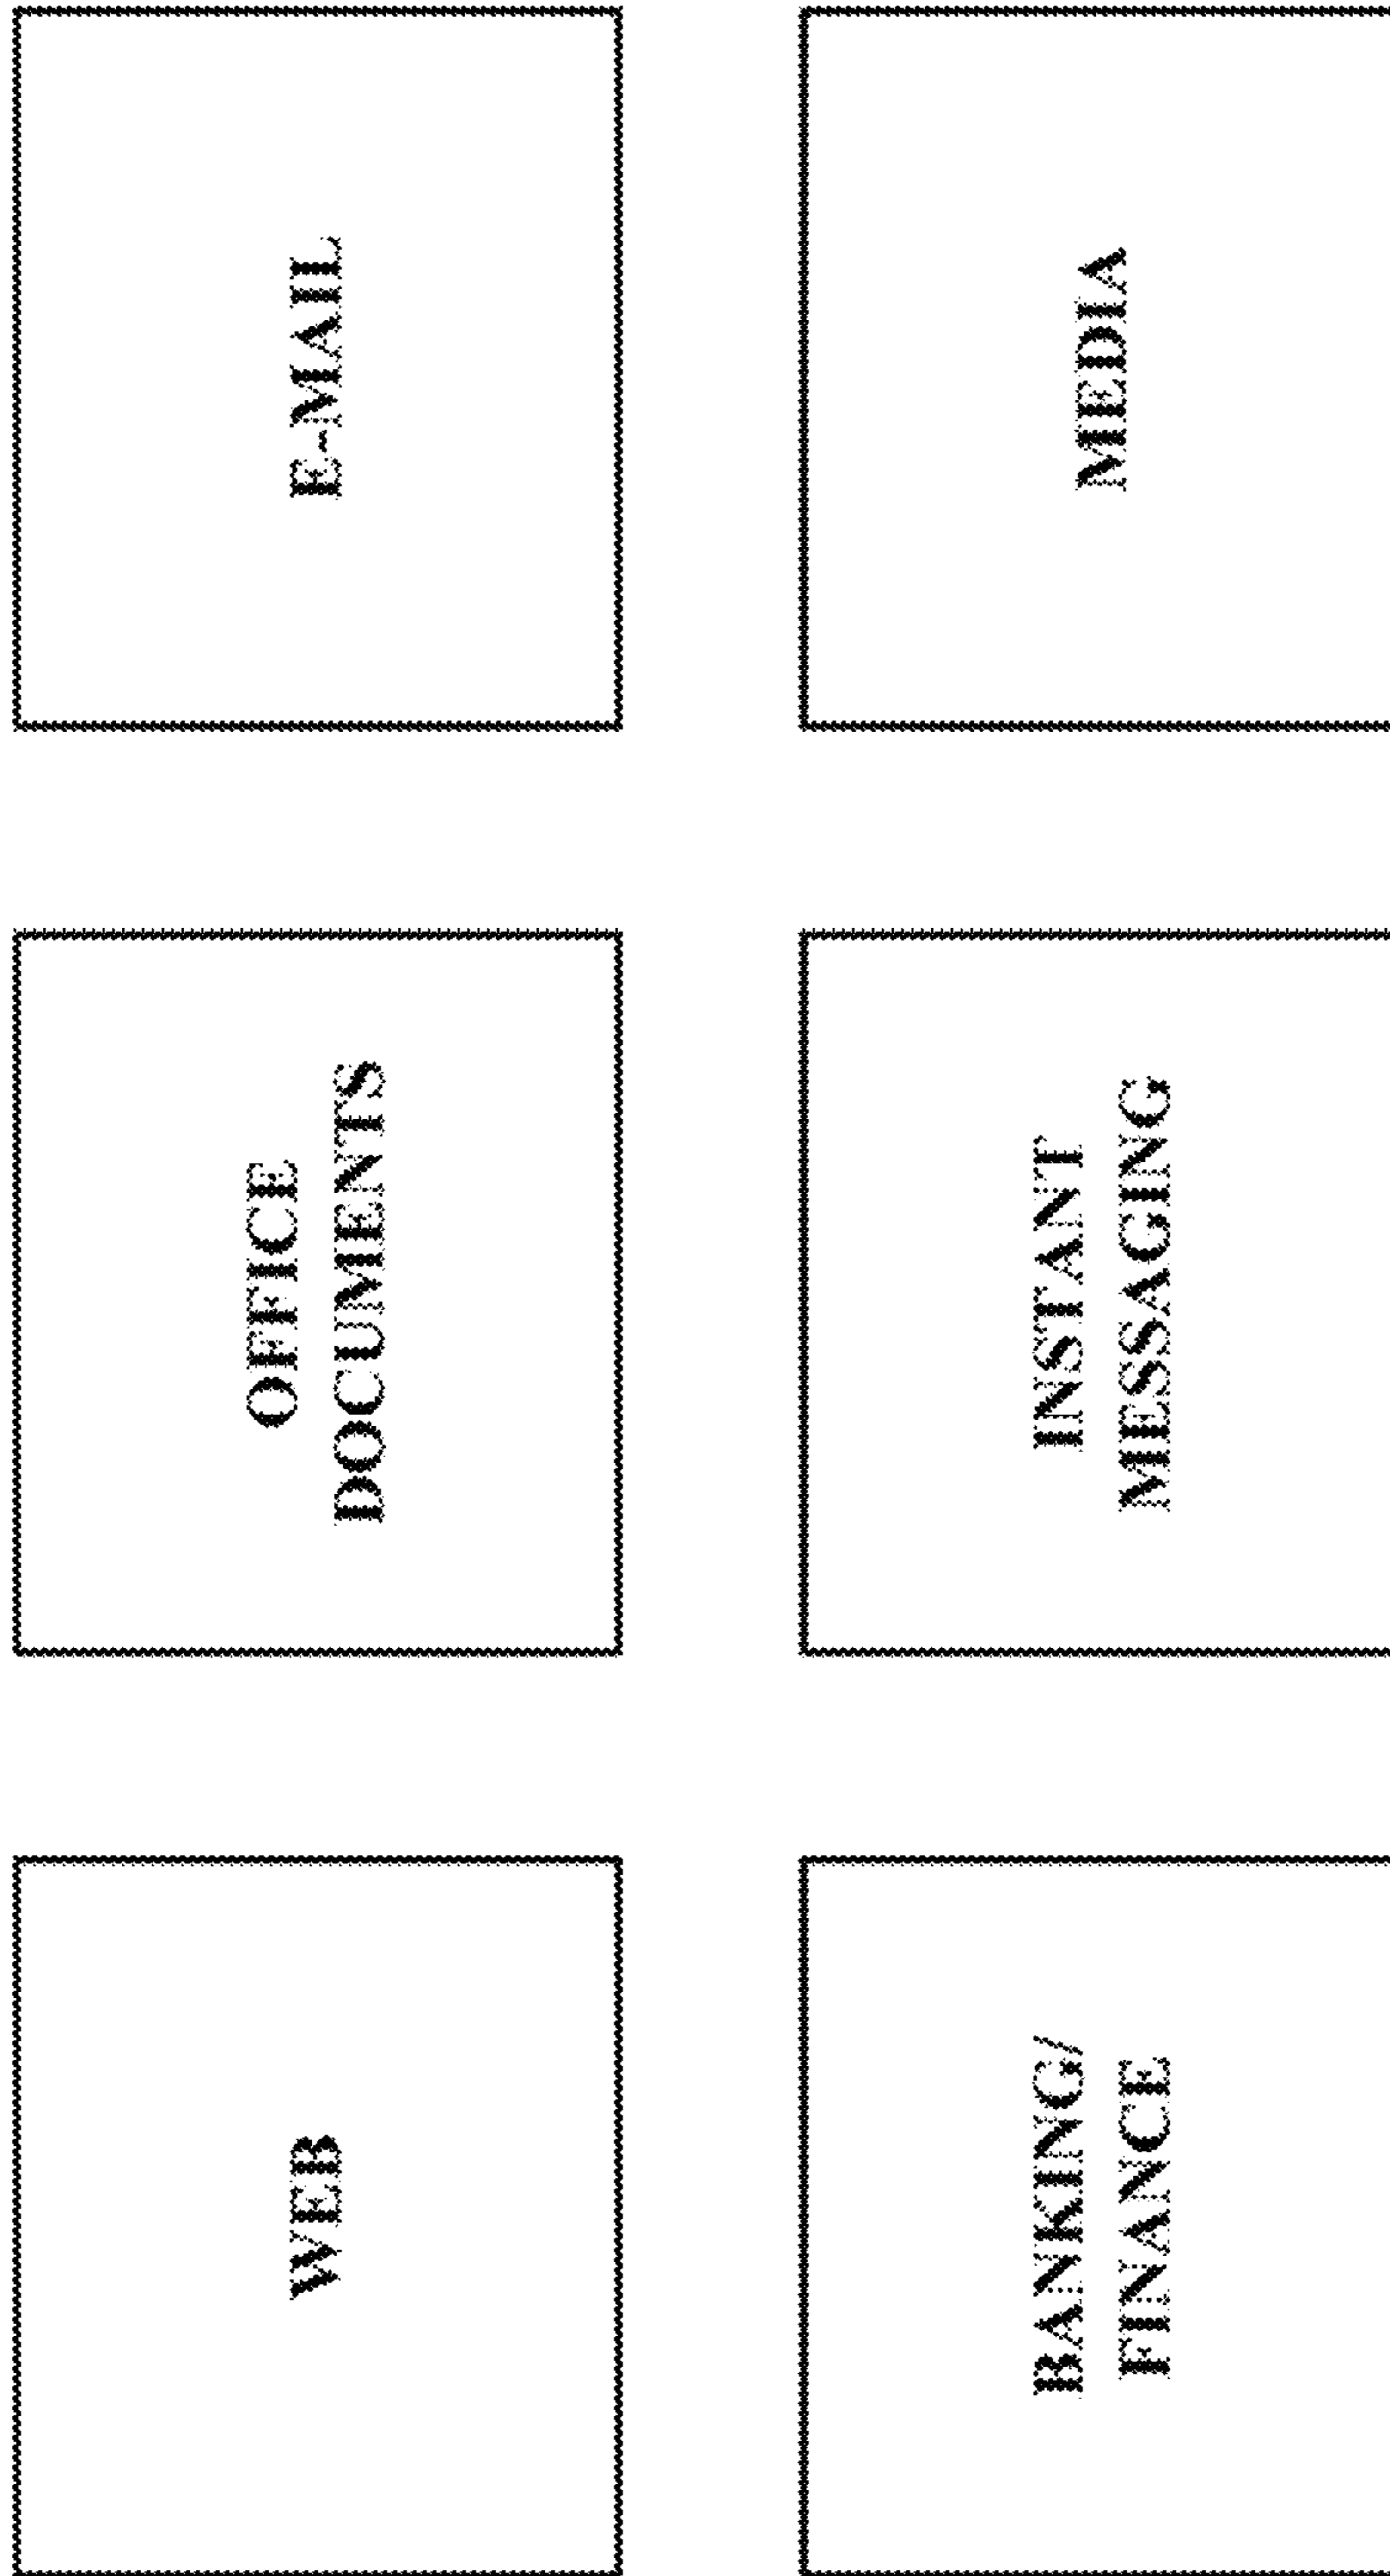 WEB
OFFICE
DOCUMENTS
E-MAIL
BANKING/
FINANCE
INSTANT
MESSAGING
MEDIA